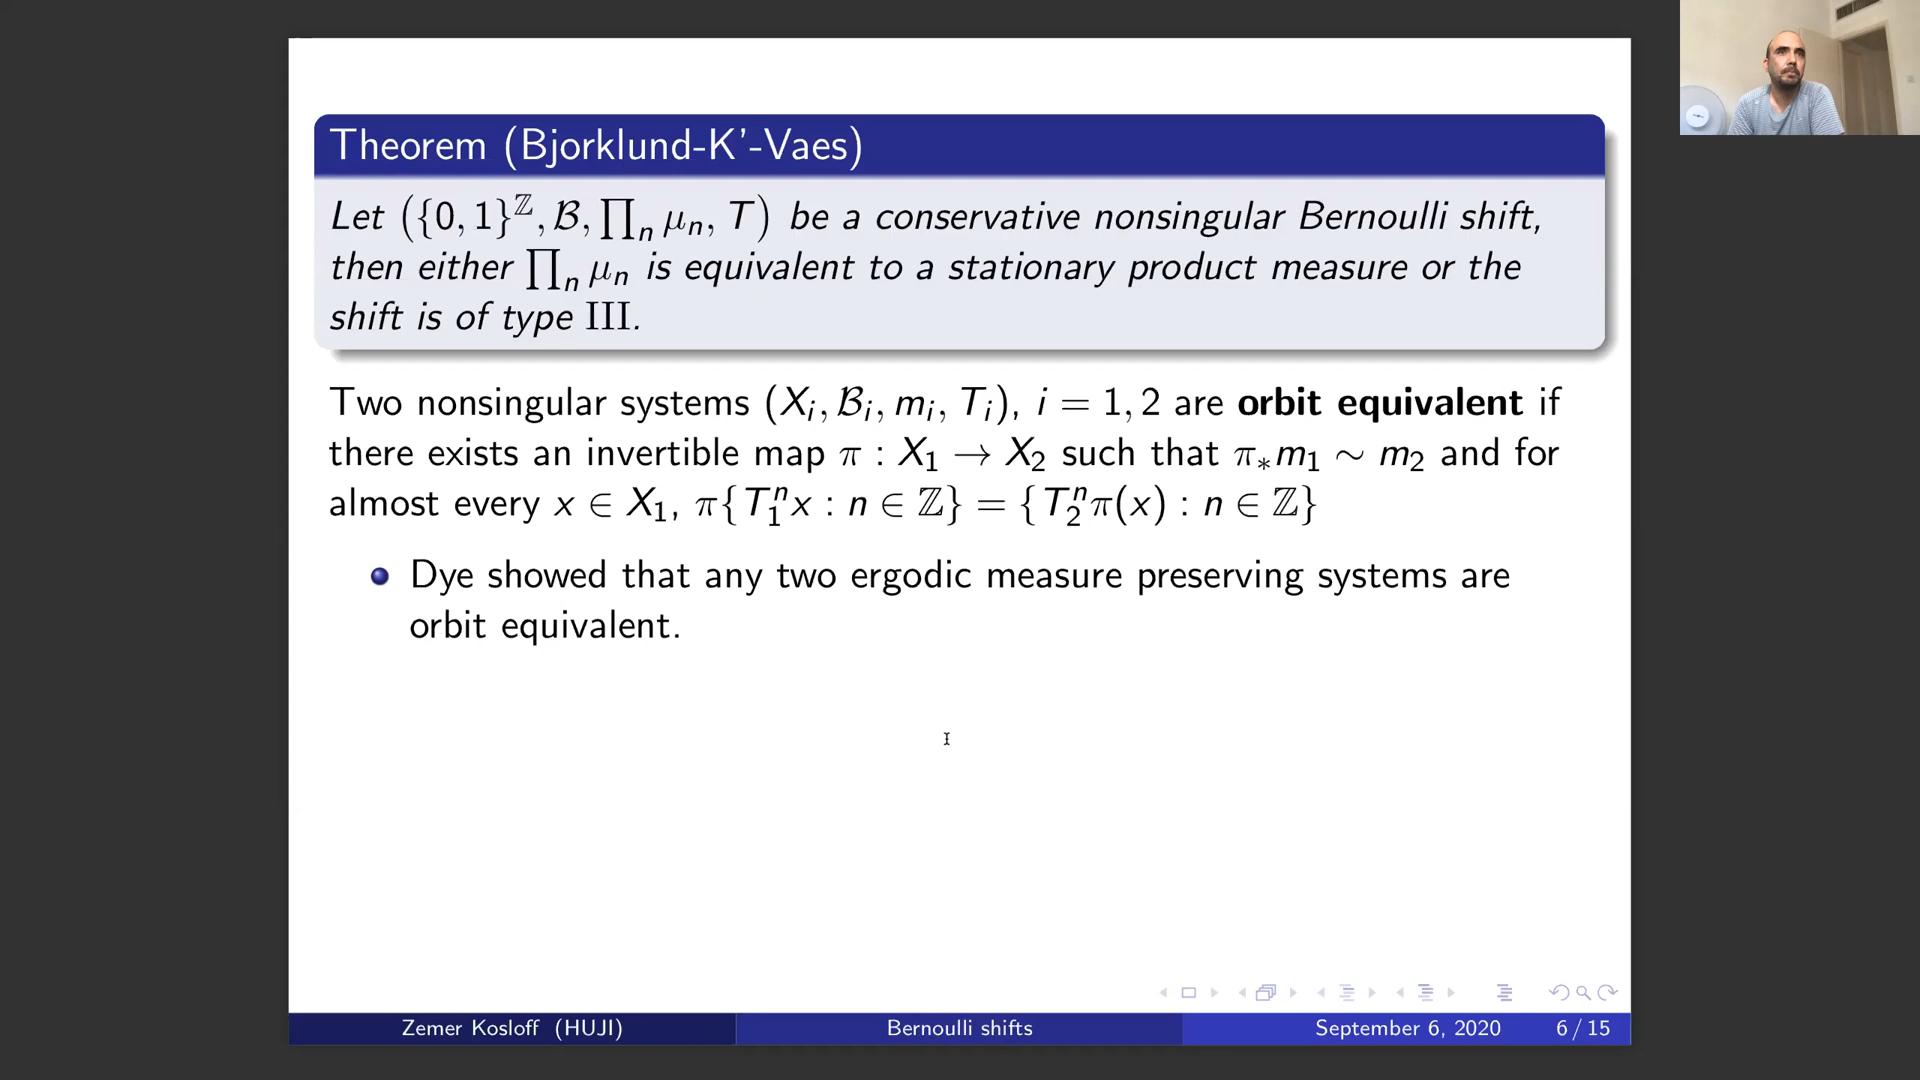 Theorem (Bjorklund-K'-Vaes)
Let ({0, 1}^ℤ, ℬ, ∏_n μ_n, T) be a conservative nonsingular Bernoulli shift,
then either ∏_n μ_n is equivalent to a stationary product measure or the
shift is of type III.
Two nonsingular systems (X_i, ℬ_i, m_i, T_i), i = 1, 2 are orbit equivalent if
there exists an invertible map π : X_1 → X_2 such that π_*m_1 ∼ m_2 and for
almost every x ∈ X_1, π{T_1^n x : n ∈ ℤ} = {T_2^n π(x) : n ∈ ℤ}
Dye showed that any two ergodic measure preserving systems are
orbit equivalent.
Zemer Kosloff (HUJI) Bernoulli shifts September 6, 2020 6 / 15